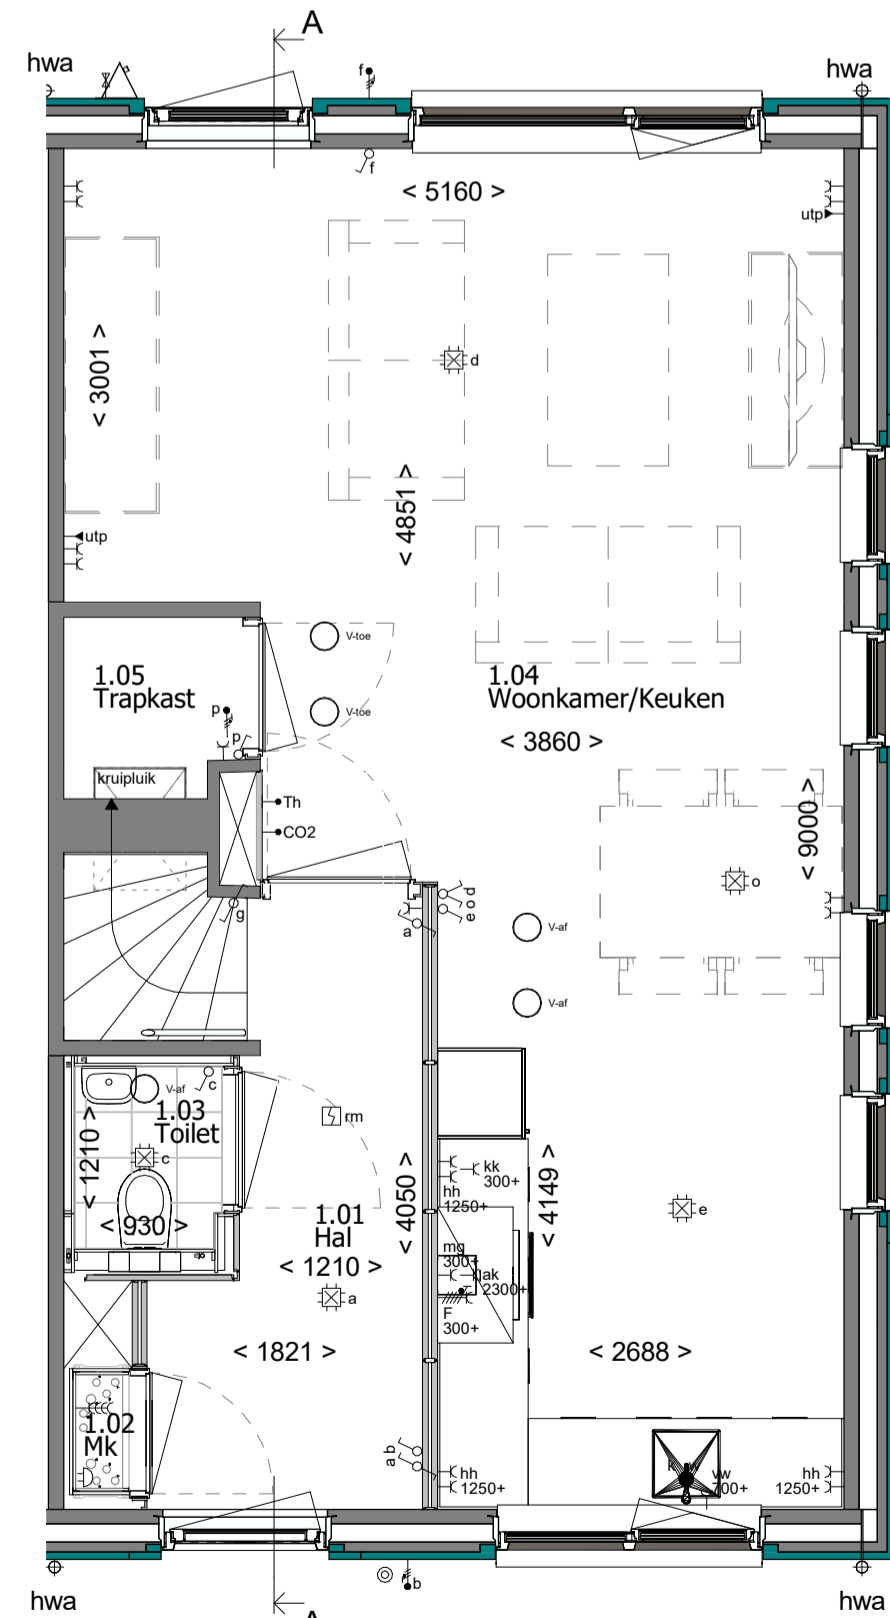 A
hwa
f
hwa
f
< 5160 >
utp
< 3001 >
d
< 4851 >
utp
V-toe
1.05
Trapkast
1.04
Woonkamer/Keuken
p
V-toe
p
< 3860 >
kruipluik
Th
CO2
< 9000 >
o
g
a
e o d
V-af
V-af
V-af
c
1.03
Toilet
rm
< 1210 >
c
kk
300+
hh
1250+
< 4149 >
< 4050 >
e
< 930 >
1.01
Hal
< 1210 >
mg
300+
ak
2300+
a
F
300+
< 1821 >
< 2688 >
1.02
Mk
a b
hh
1250+
k
w
vw
700+
hh
1250+
b
hwa
A
hwa